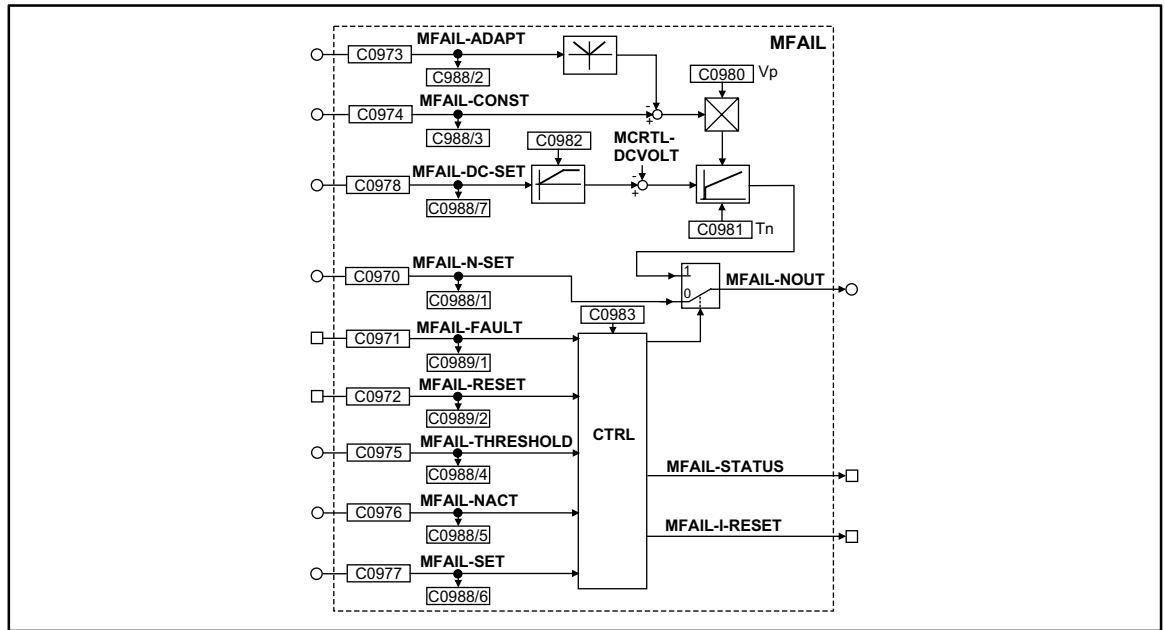 MFAIL
MFAIL-ADAPT
C0973
C988/2
C0980 Vp
MFAIL-CONST
C0974
C988/3
-
+
C0982
MCRTL-
DCVOLT
MFAIL-DC-SET
C0978
C0988/7
-
+
C0981 Tn
MFAIL-N-SET
C0970
C0988/1
1
0
MFAIL-NOUT
C0983
MFAIL-FAULT
C0971
C0989/1
MFAIL-RESET
C0972
C0989/2
CTRL
MFAIL-THRESHOLD
C0975
C0988/4
MFAIL-STATUS
MFAIL-NACT
C0976
C0988/5
MFAIL-I-RESET
MFAIL-SET
C0977
C0988/6